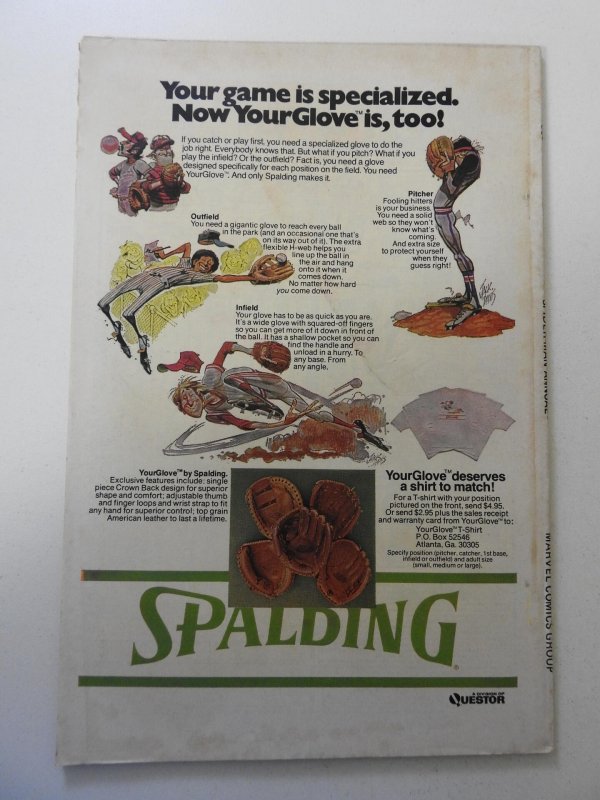 Your game is specialized.
Now YourGlove™ is, too!
If you catch or play first, you need a specialized glove to do the
job right. Everybody knows that. But what if you pitch? What if you
play the infield? Or the outfield? Fact is, you need a glove
designed specifically for each position on the field. You need
YourGlove™. And only Spalding makes it.
Pitcher
Fooling hitters
is your business.
You need a solid
web so they won't
know what's
coming.
And extra size
to protect yourself
when they
guess right!
Outfield
You need a gigantic glove to reach every ball
in the park (and an occasional one that's
on its way out of it). The extra
flexible H-web helps you
line up the ball in
the air and hang
onto it when it
comes down.
No matter how hard
you come down.
Jack
Davis
Infield
Your glove has to be as quick as you are.
It's a wide glove with squared-off fingers
so you can get more of it down in front of
the ball. It has a shallow pocket so you can
find the handle and
unload in a hurry. To
any base. From
any angle.
YourGlove™ by Spalding.
Exclusive features include: single
piece Crown Back design for superior
shape and comfort; adjustable thumb
and finger loops and wrist strap to fit
any hand for superior control; top grain
American leather to last a lifetime.
YourGlove™ deserves
a shirt to match!
For a T-shirt with your position
pictured on the front, send $4.95.
Or send $2.95 plus the sales receipt
and warranty card from YourGlove™ to:
YourGlove™ T-Shirt
P.O. Box 52546
Atlanta, Ga. 30305
Specify position (pitcher, catcher, 1st base,
infield or outfield) and adult size
(small, medium or large).
SPALDING®
A DIVISION OF
QUESTOR
SPIDER-MAN ANNUAL
MARVEL COMICS GROUP